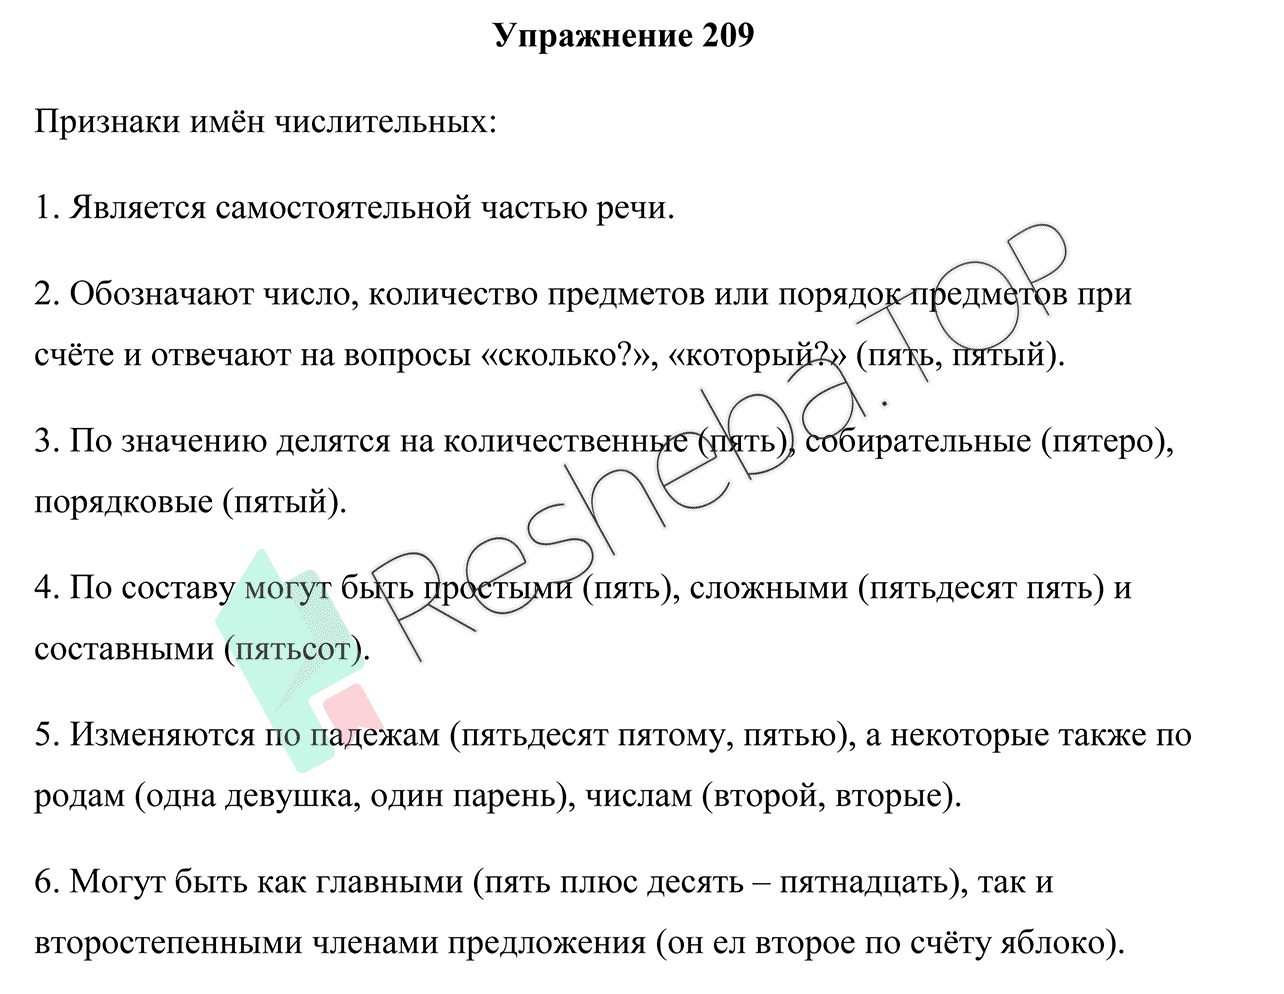 Упражнение 209
Признаки имён числительных:
1. Является самостоятельной частью речи.
2. Обозначают число, количество предметов или порядок предметов при
счёте и отвечают на вопросы «сколько?», «который?» (пять, пятый).
3. По значению делятся на количественные (пять), собирательные (пятеро),
порядковые (пятый).
4. По составу могут быть простыми (пять), сложными (пятьдесят пять) и
составными (пятьсот).
5. Изменяются по падежам (пятьдесят пятому, пятью), а некоторые также по
родам (одна девушка, один парень), числам (второй, вторые).
6. Могут быть как главными (пять плюс десять – пятнадцать), так и
второстепенными членами предложения (он ел второе по счёту яблоко).
Resheba.TOP